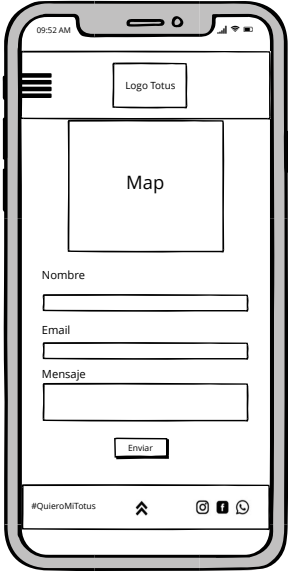 09:52 AM
Logo Totus
Map
Nombre
Email
Mensaje
Enviar
#QuieroMiTotus